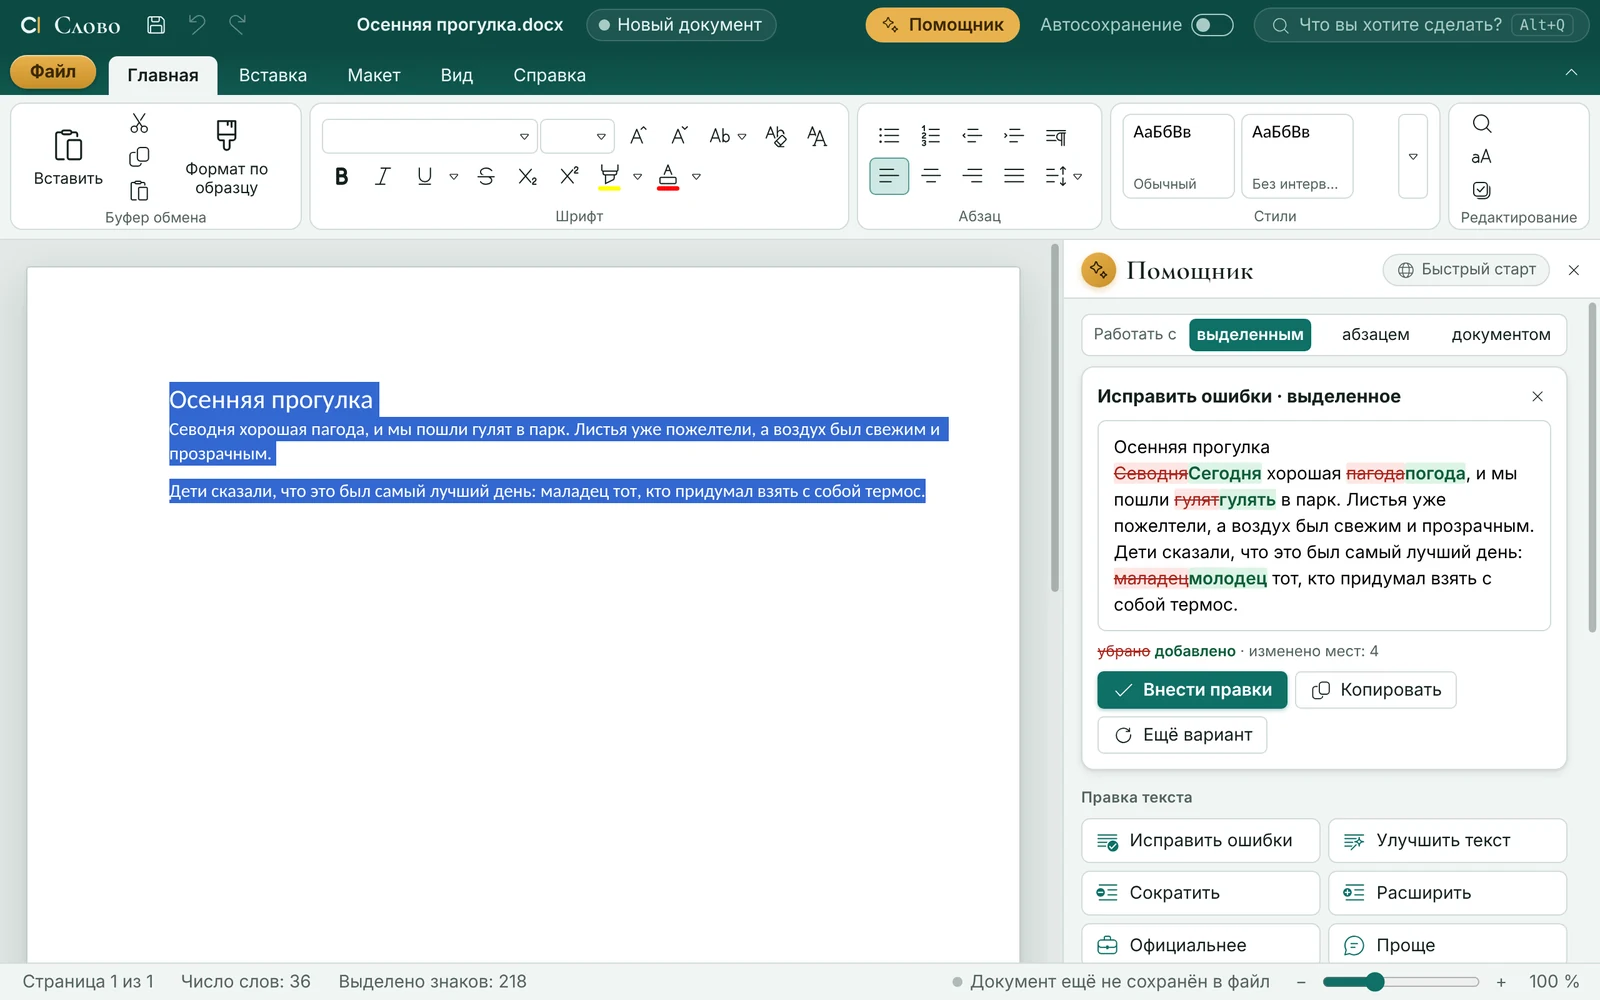 Слово
Осенняя прогулка.docx
Новый документ
Помощник
Автосохранение
Что вы хотите сделать?
Alt+Q
Файл
Главная
Вставка
Макет
Вид
Справка
Вставить
Формат по
образцу
Буфер обмена
Шрифт
Абзац
АаБбВв
Обычный
АаБбВв
Без интерв...
Стили
Редактирование
Осенняя прогулка
Севодня хорошая пагода, и мы пошли гулят в парк. Листья уже пожелтели, а воздух был свежим и
прозрачным.
Дети сказали, что это был самый лучший день: маладец тот, кто придумал взять с собой термос.
Помощник
Быстрый старт
Работать с
выделенным
абзацем
документом
Исправить ошибки · выделенное
Осенняя прогулка
СеводняСегодня хорошая пагодапогода, и мы
пошли гулятгулять в парк. Листья уже
пожелтели, а воздух был свежим и прозрачным.
Дети сказали, что это был самый лучший день:
маладецмолодец тот, кто придумал взять с
собой термос.
убрано добавлено · изменено мест: 4
Внести правки
Копировать
Ещё вариант
Правка текста
Исправить ошибки
Улучшить текст
Сократить
Расширить
Официальнее
Проще
Страница 1 из 1
Число слов: 36
Выделено знаков: 218
Документ ещё не сохранён в файл
100 %